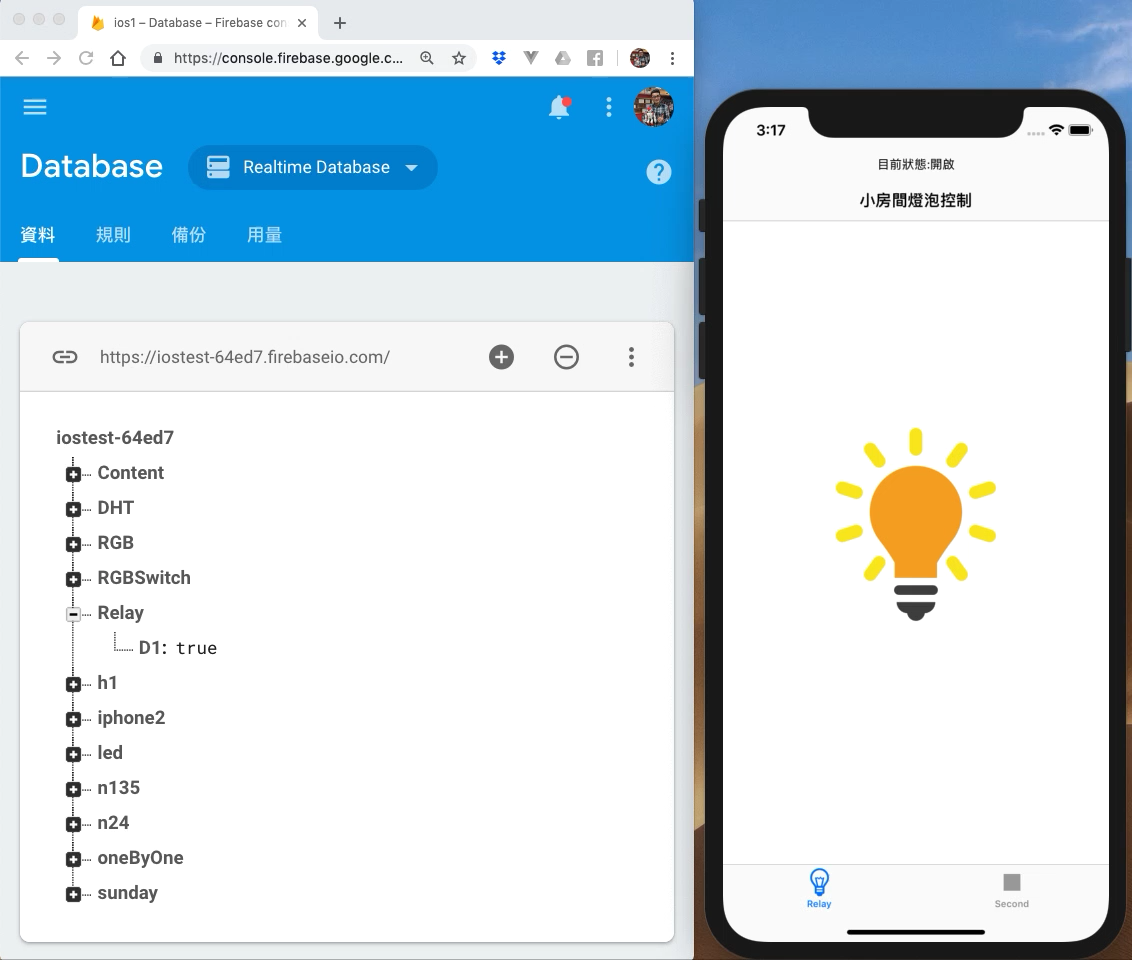 ios1 – Database – Firebase con
https://console.firebase.google.c...
Database
Realtime Database
?
資料
規則
備份
用量
https://iostest-64ed7.firebaseio.com/
iostest-64ed7
Content
DHT
RGB
RGBSwitch
Relay
D1: true
h1
iphone2
led
n135
n24
oneByOne
sunday
3:17
目前狀態:開啟
小房間燈泡控制
Relay
Second